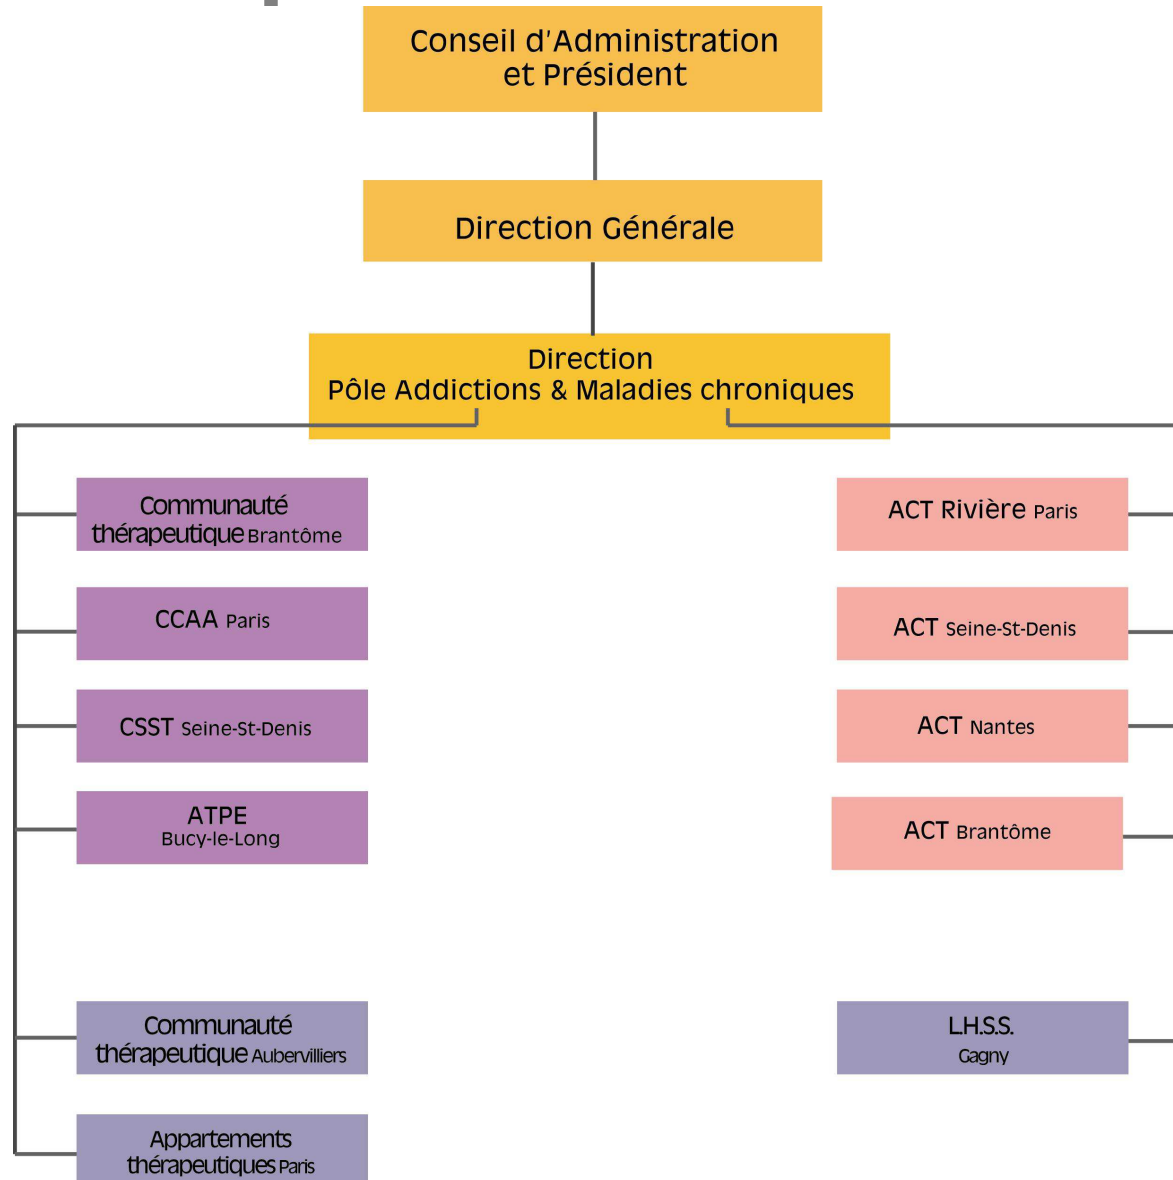 Conseil d'Administration
et Président
Direction Générale
Direction
Pôle Addictions & Maladies chroniques
Communauté
thérapeutique Brantôme
CCAA Paris
CSST Seine-St-Denis
ATPE
Bucy-le-Long
Communauté
thérapeutique Aubervilliers
Appartements
thérapeutiques Paris
ACT Rivière Paris
ACT Seine-St-Denis
ACT Nantes
ACT Brantôme
L.H.S.S.
Gagny